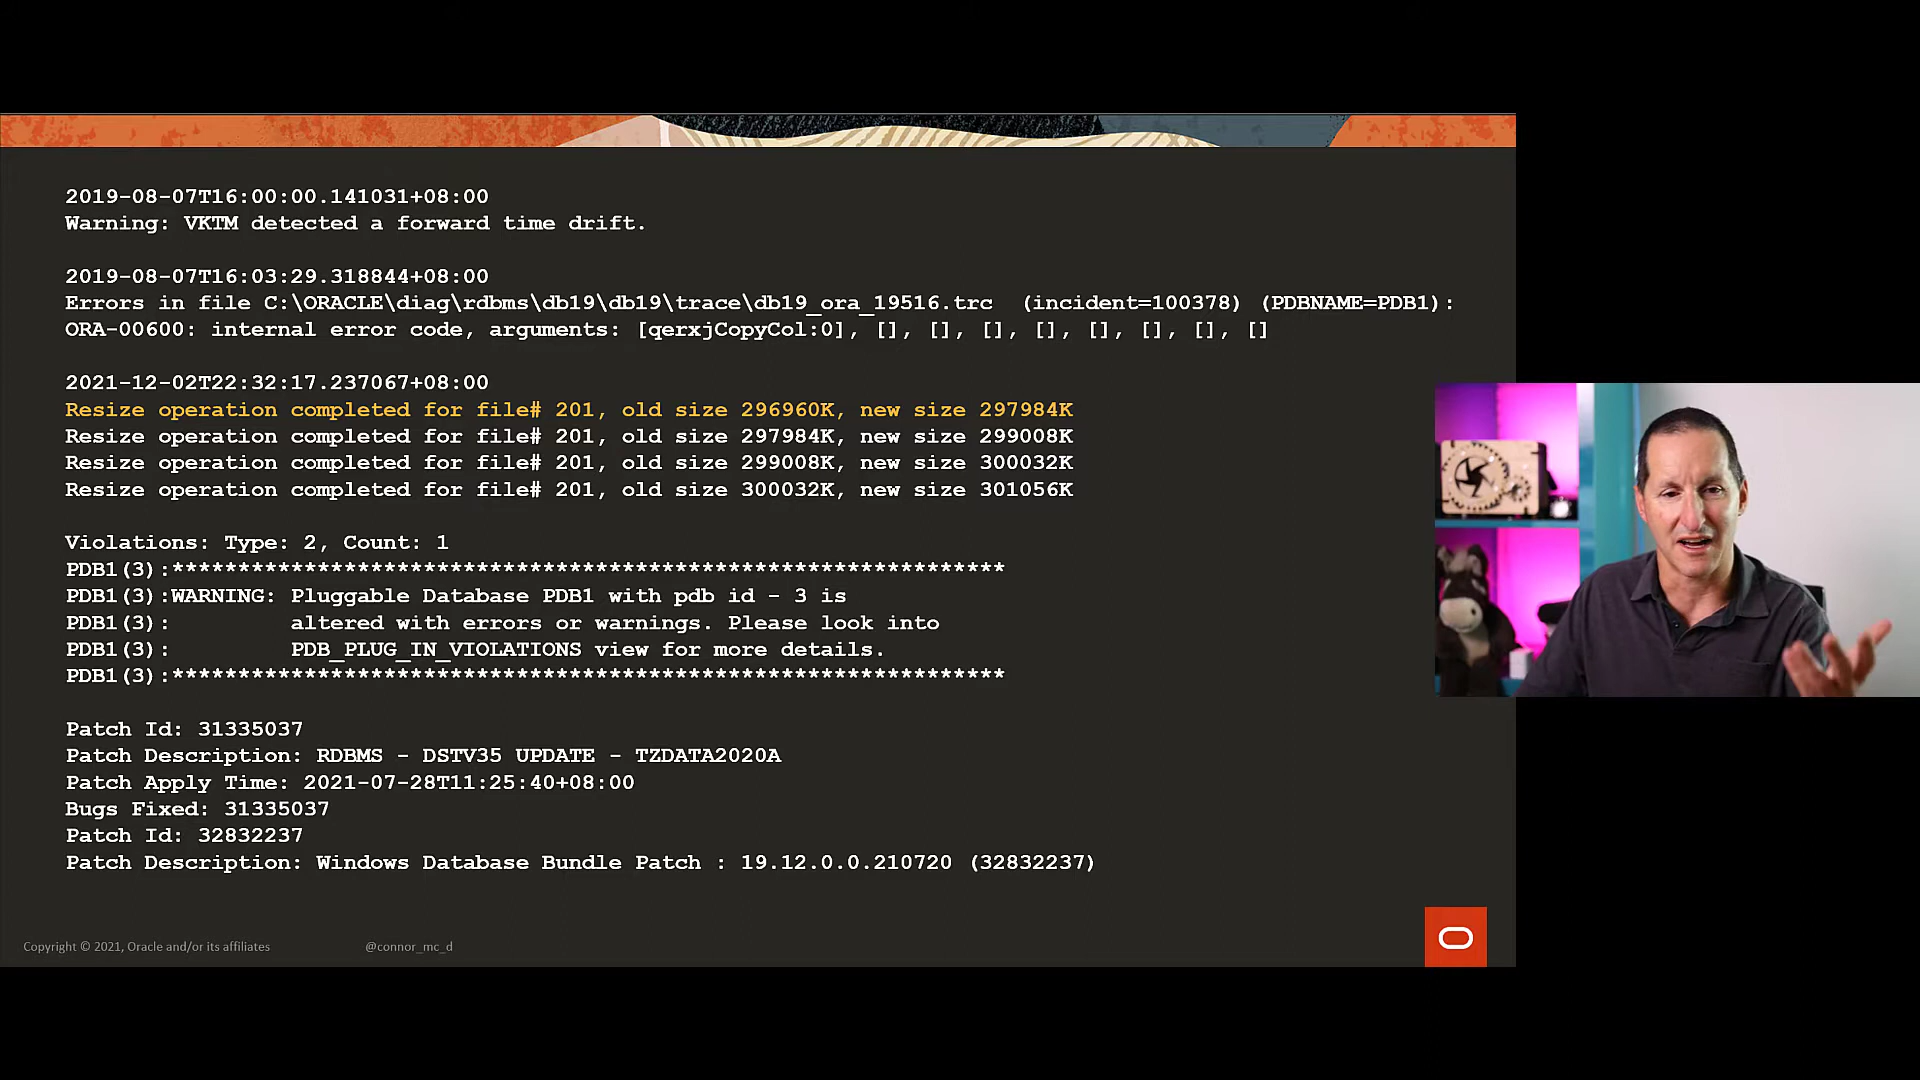 2019-08-07T16:00:00.141031+08:00
Warning: VKTM detected a forward time drift.
2019-08-07T16:03:29.318844+08:00
Errors in file C:\ORACLE\diag\rdbms\db19\db19\trace\db19_ora_19516.trc  (incident=100378) (PDBNAME=PDB1):
ORA-00600: internal error code, arguments: [qerxjCopyCol:0], [], [], [], [], [], [], []
2021-12-02T22:32:17.237067+08:00
Resize operation completed for file# 201, old size 296960K, new size 297984K
Resize operation completed for file# 201, old size 297984K, new size 299008K
Resize operation completed for file# 201, old size 299008K, new size 300032K
Resize operation completed for file# 201, old size 300032K, new size 301056K
Violations: Type: 2, Count: 1
PDB1(3):***************************************************************
PDB1(3):WARNING: Pluggable Database PDB1 with pdb id - 3 is
PDB1(3):         altered with errors or warnings. Please look into
PDB1(3):         PDB_PLUG_IN_VIOLATIONS view for more details.
PDB1(3):***************************************************************
Patch Id: 31335037
Patch Description: RDBMS - DSTV35 UPDATE - TZDATA2020A
Patch Apply Time: 2021-07-28T11:25:40+08:00
Bugs Fixed: 31335037
Patch Id: 32832237
Patch Description: Windows Database Bundle Patch : 19.12.0.0.210720 (32832237)
Copyright © 2021, Oracle and/or its affiliates
@connor_mc_d